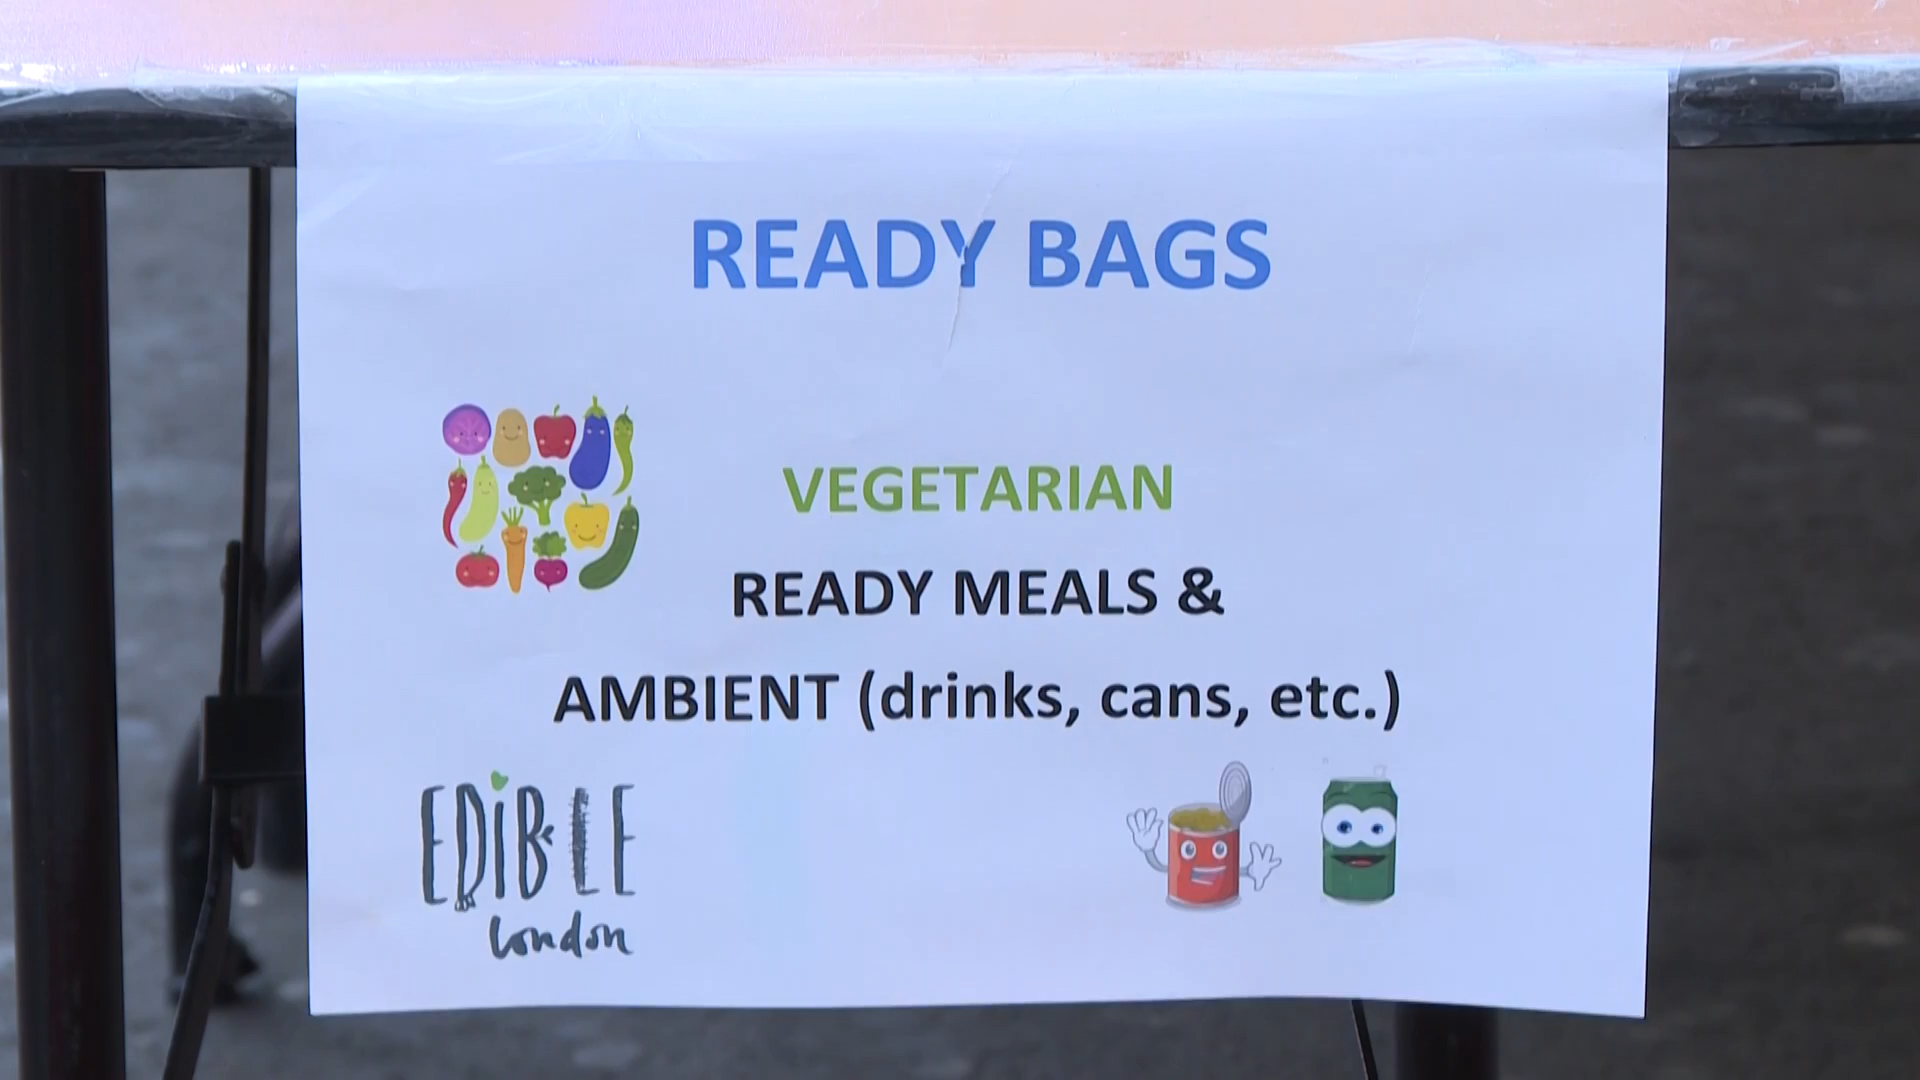 READY BAGS
VEGETARIAN
READY MEALS &
AMBIENT (drinks, cans, etc.)
EDiBLE
London